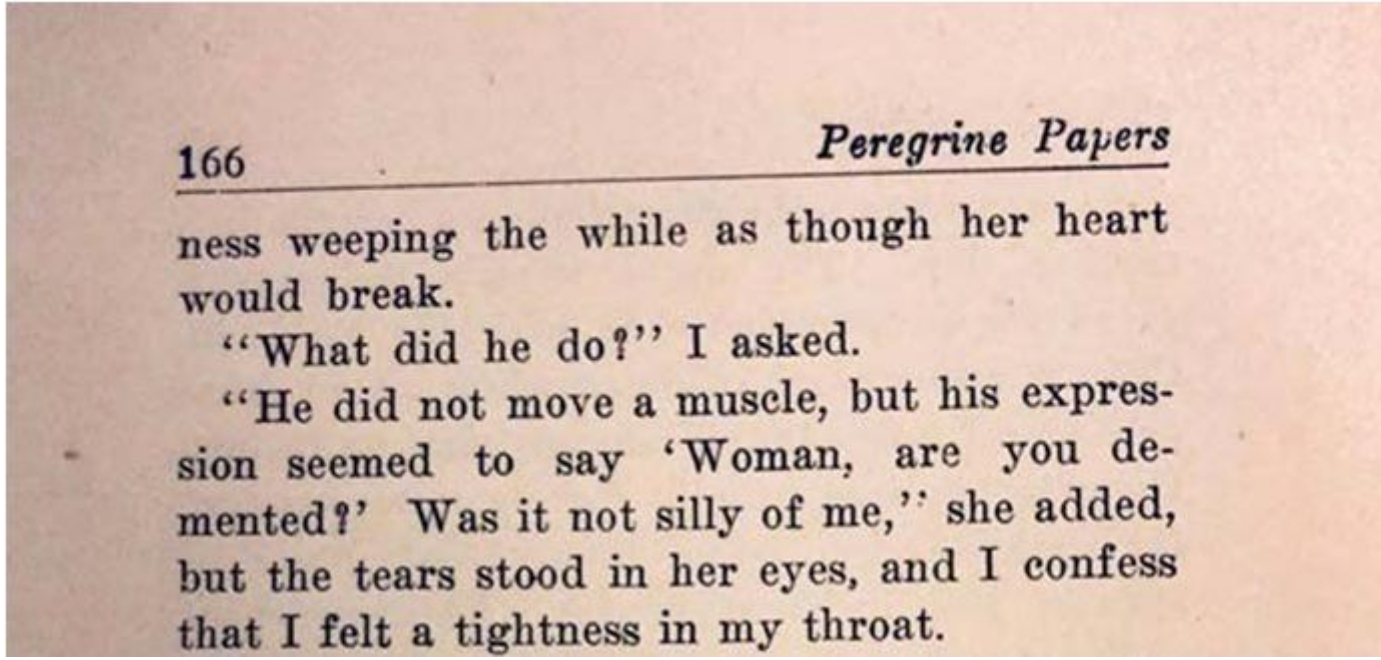 166 Peregrine Papers
ness weeping the while as though her heart
would break.
“What did he do?” I asked.
“He did not move a muscle, but his expres-
sion seemed to say ‘Woman, are you de-
mented?’ Was it not silly of me,” she added,
but the tears stood in her eyes, and I confess
that I felt a tightness in my throat.